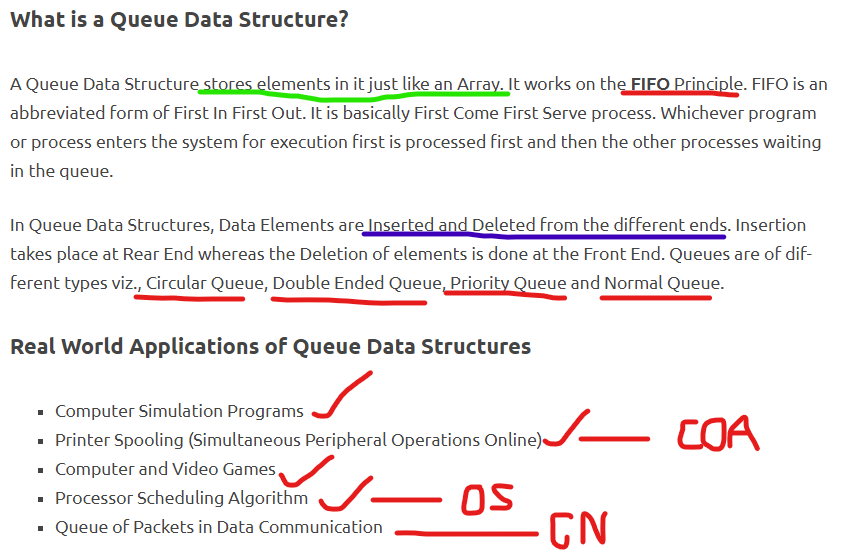 What is a Queue Data Structure?
A Queue Data Structure stores elements in it just like an Array. It works on the FIFO Principle. FIFO is an
abbreviated form of First In First Out. It is basically First Come First Serve process. Whichever program
or process enters the system for execution first is processed first and then the other processes waiting
in the queue.
In Queue Data Structures, Data Elements are Inserted and Deleted from the different ends. Insertion
takes place at Rear End whereas the Deletion of elements is done at the Front End. Queues are of dif-
ferent types viz., Circular Queue, Double Ended Queue, Priority Queue and Normal Queue.
Real World Applications of Queue Data Structures
▪ Computer Simulation Programs
▪ Printer Spooling (Simultaneous Peripheral Operations Online) COA
▪ Computer and Video Games
▪ Processor Scheduling Algorithm OS
▪ Queue of Packets in Data Communication CN